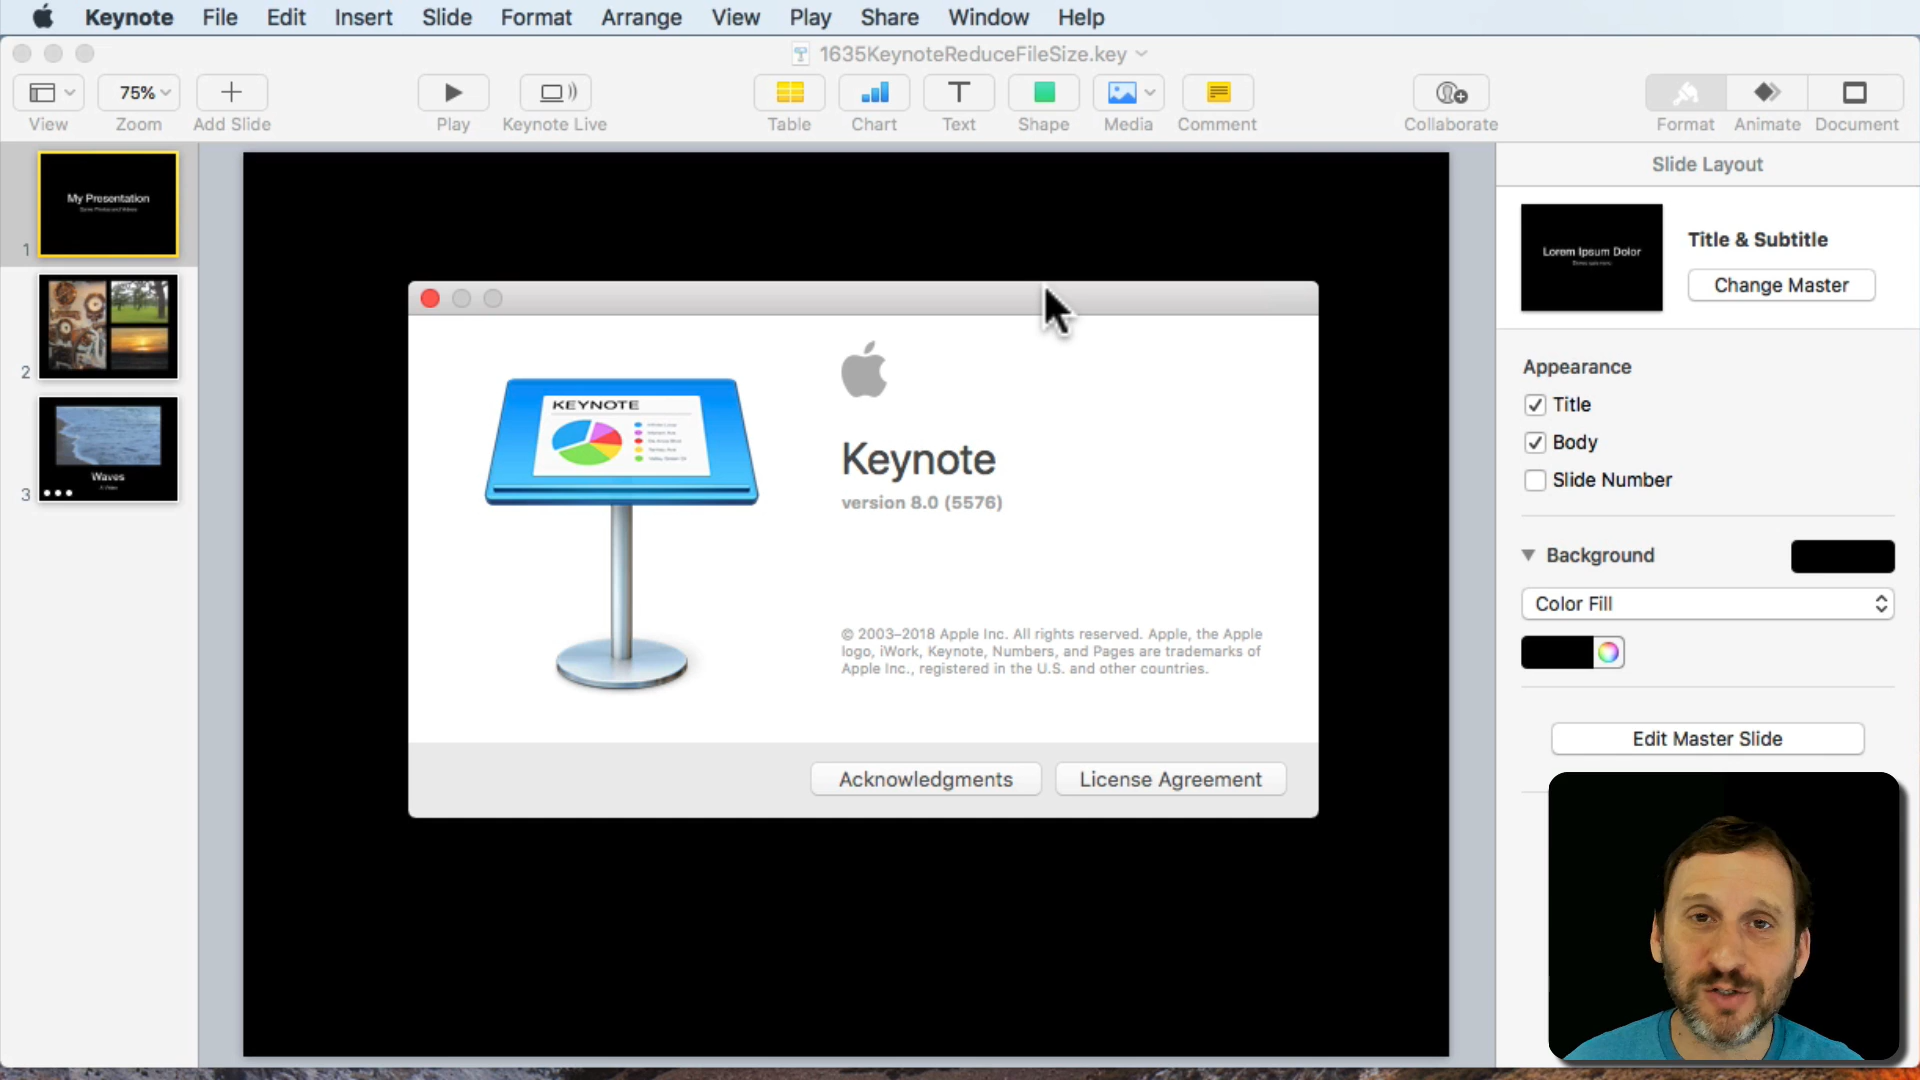 Keynote File Edit Insert Slide Format Arrange View Play Share Window Help
1635KeynoteReduceFileSize.key
75%
View Zoom Add Slide Play Keynote Live Table Chart Text Shape Media Comment Collaborate Format Animate Document
Slide Layout
My Presentation
1
2
Waves
3
KEYNOTE
Keynote
version 8.0 (5576)
© 2003–2018 Apple Inc. All rights reserved. Apple, the Apple
logo, iWork, Keynote, Numbers, and Pages are trademarks of
Apple Inc., registered in the U.S. and other countries.
Acknowledgments License Agreement
Lorem Ipsum Dolor
Title & Subtitle
Change Master
Appearance
Title
Body
Slide Number
Background
Color Fill
Edit Master Slide